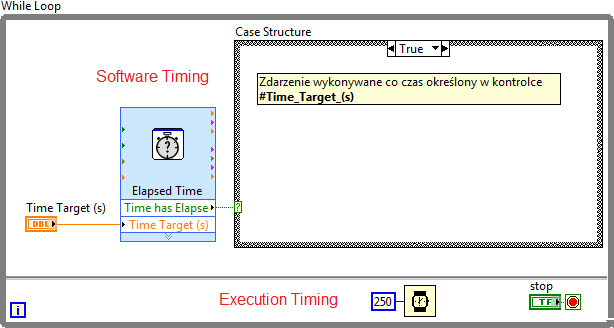 While Loop
Case Structure
True
Software Timing
Zdarzenie wykonywane co czas określony w kontrolce
#Time_Target_(s)
?
Elapsed Time
Time has Elapse
?
Time Target (s)
DBL
Time Target (s)
stop
Execution Timing
250
TF
i